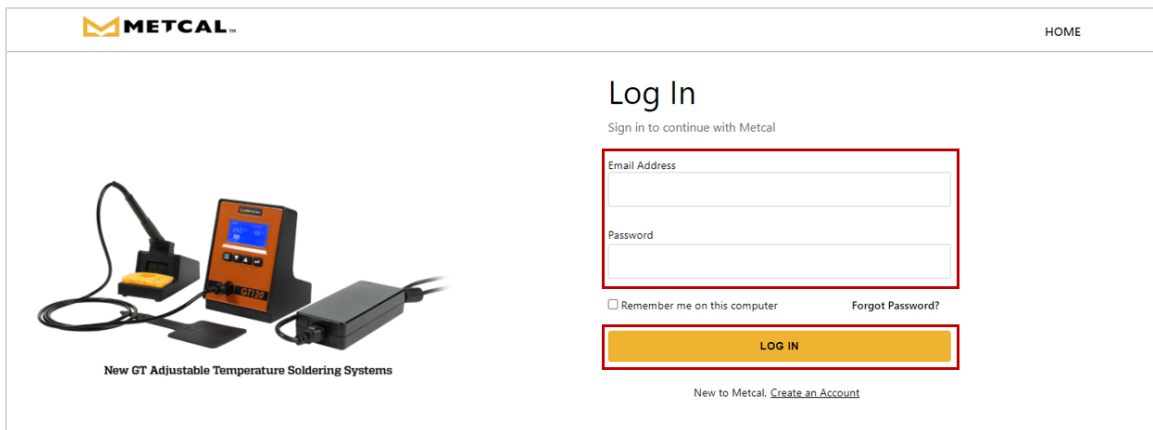 METCAL™
HOME
Log In
Sign in to continue with Metcal
Email Address
Password
Remember me on this computer
Forgot Password?
LOG IN
New to Metcal, Create an Account
GT120
New GT Adjustable Temperature Soldering Systems